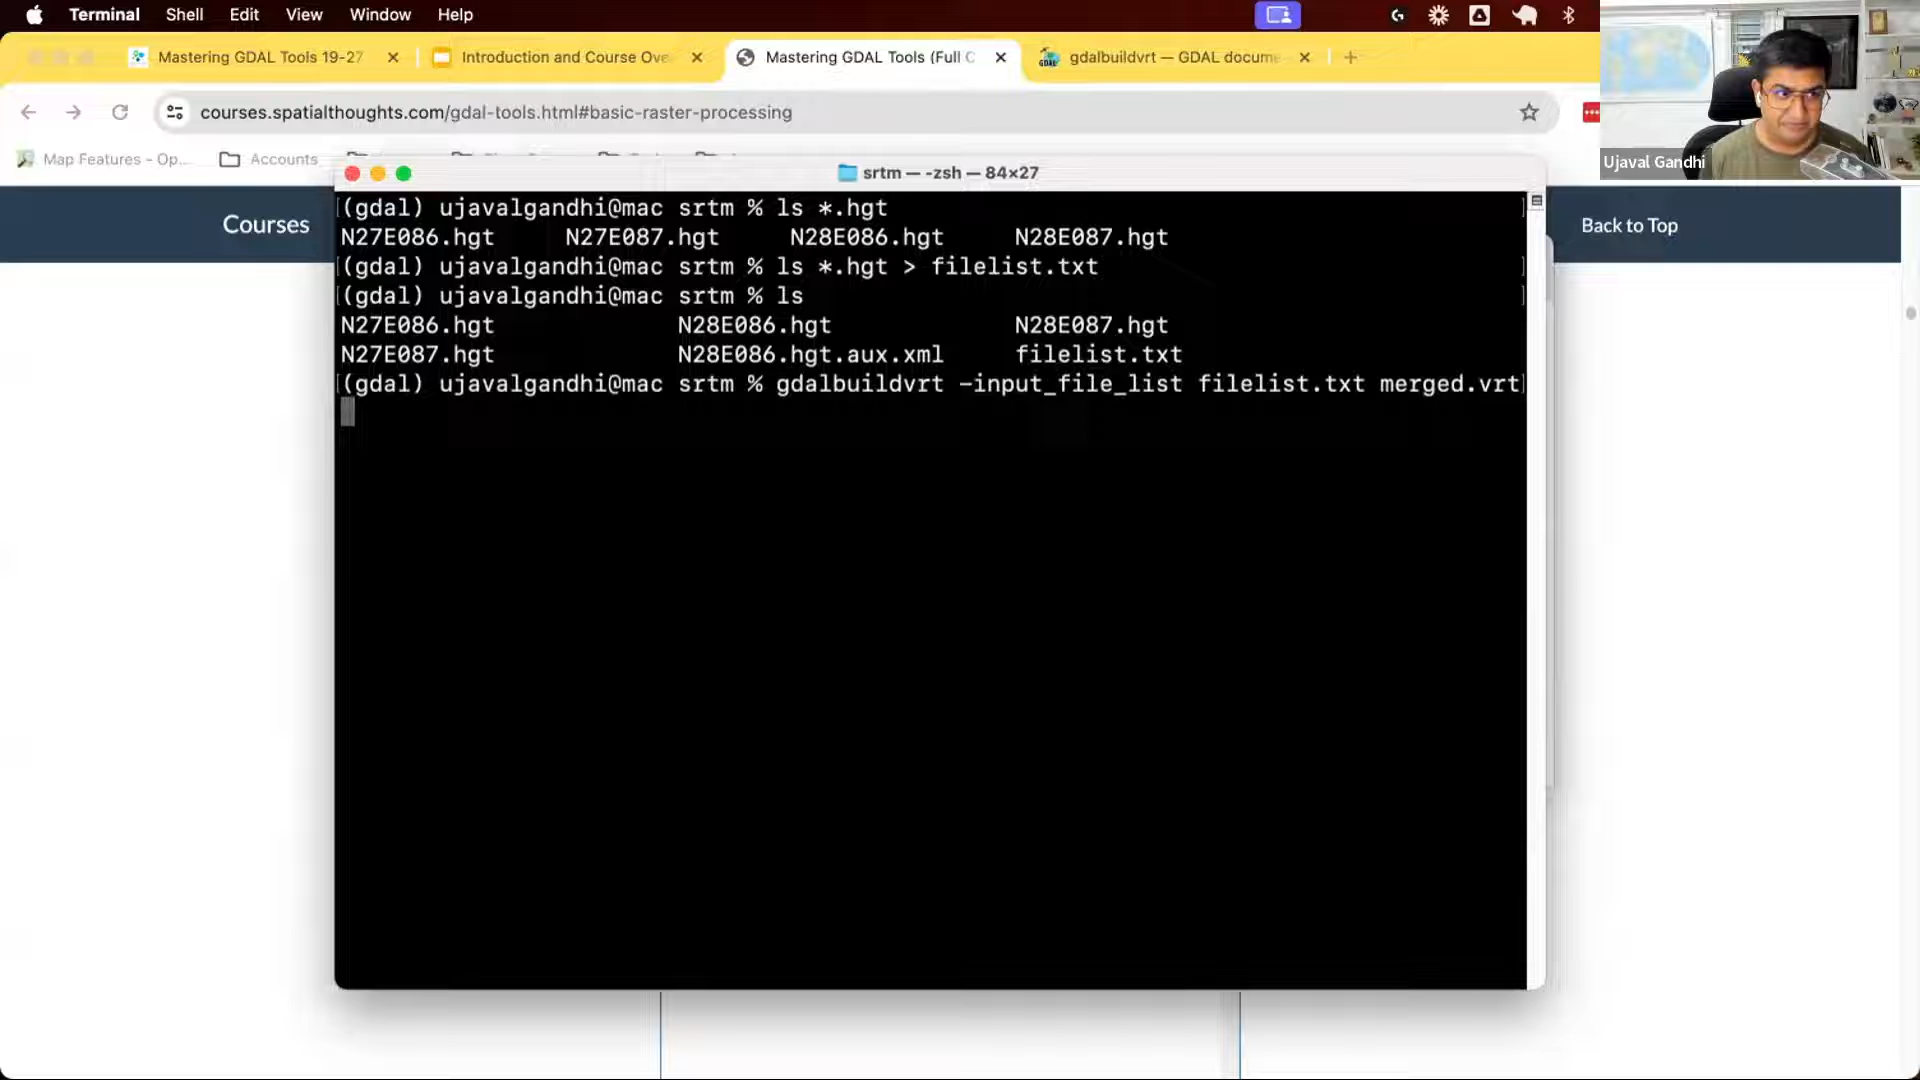 Terminal Shell Edit View Window Help
Mastering GDAL Tools 19-27 Introduction and Course Ove Mastering GDAL Tools (Full C gdalbuildvrt — GDAL docume
courses.spatialthoughts.com/gdal-tools.html#basic-raster-processing
Ujaval Gandhi
Map Features - Op... Accounts
srtm — -zsh — 84×27
Courses
Back to Top
(gdal) ujavalgandhi@mac srtm % ls *.hgt
N27E086.hgt N27E087.hgt N28E086.hgt N28E087.hgt
(gdal) ujavalgandhi@mac srtm % ls *.hgt > filelist.txt
(gdal) ujavalgandhi@mac srtm % ls
N27E086.hgt N28E086.hgt N28E087.hgt
N27E087.hgt N28E086.hgt.aux.xml filelist.txt
(gdal) ujavalgandhi@mac srtm % gdalbuildvrt -input_file_list filelist.txt merged.vrt